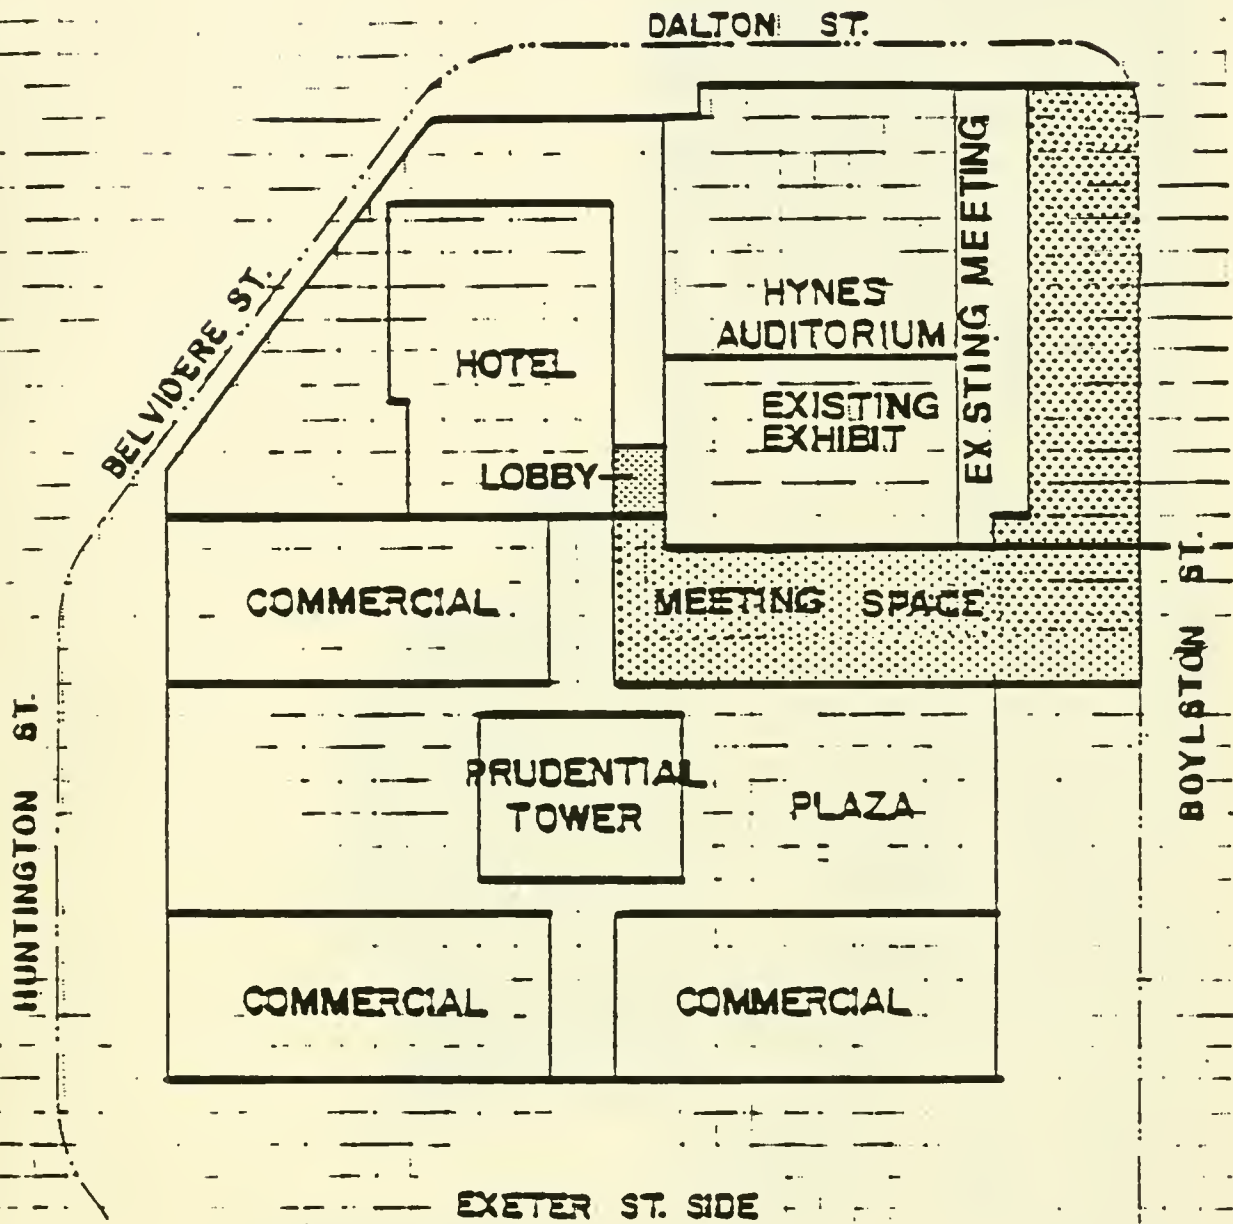 DALTON ST.
BELVIDERE ST.
HYNES
AUDITORIUM
EXISTING MEETING
HOTEL
EXISTING
EXHIBIT
LOBBY
COMMERCIAL
MEETING SPACE
BOYLSTON ST.
HUNTINGTON ST.
PRUDENTIAL
TOWER
PLAZA
COMMERCIAL
COMMERCIAL
EXETER ST. SIDE